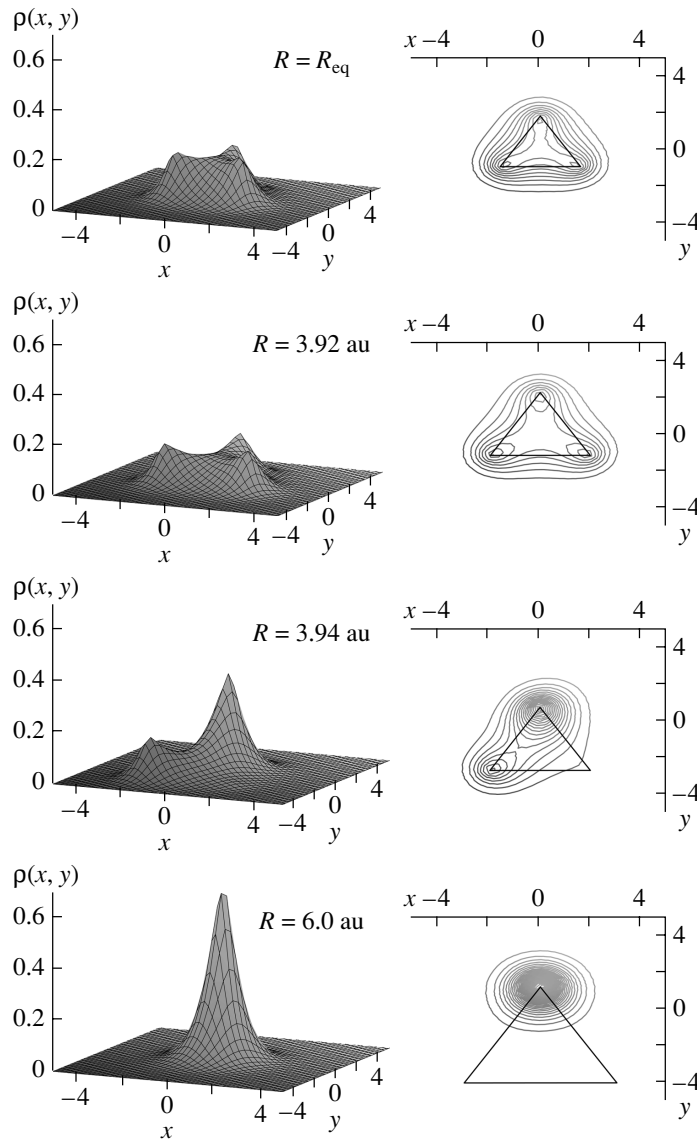 ρ(x, y)
x –4 0 4
R = Req
0.6
0.4
0.2
0
4
0
–4
y
–4 0 4
x
–4 0 4
y
ρ(x, y)
x –4 0 4
R = 3.92 au
0.6
0.4
0.2
0
4
0
–4
y
–4 0 4
x
–4 0 4
y
ρ(x, y)
x –4 0 4
R = 3.94 au
0.6
0.4
0.2
0
4
0
–4
y
–4 0 4
x
–4 0 4
y
ρ(x, y)
x –4 0 4
R = 6.0 au
0.6
0.4
0.2
0
4
0
–4
y
–4 0 4
x
–4 0 4
y